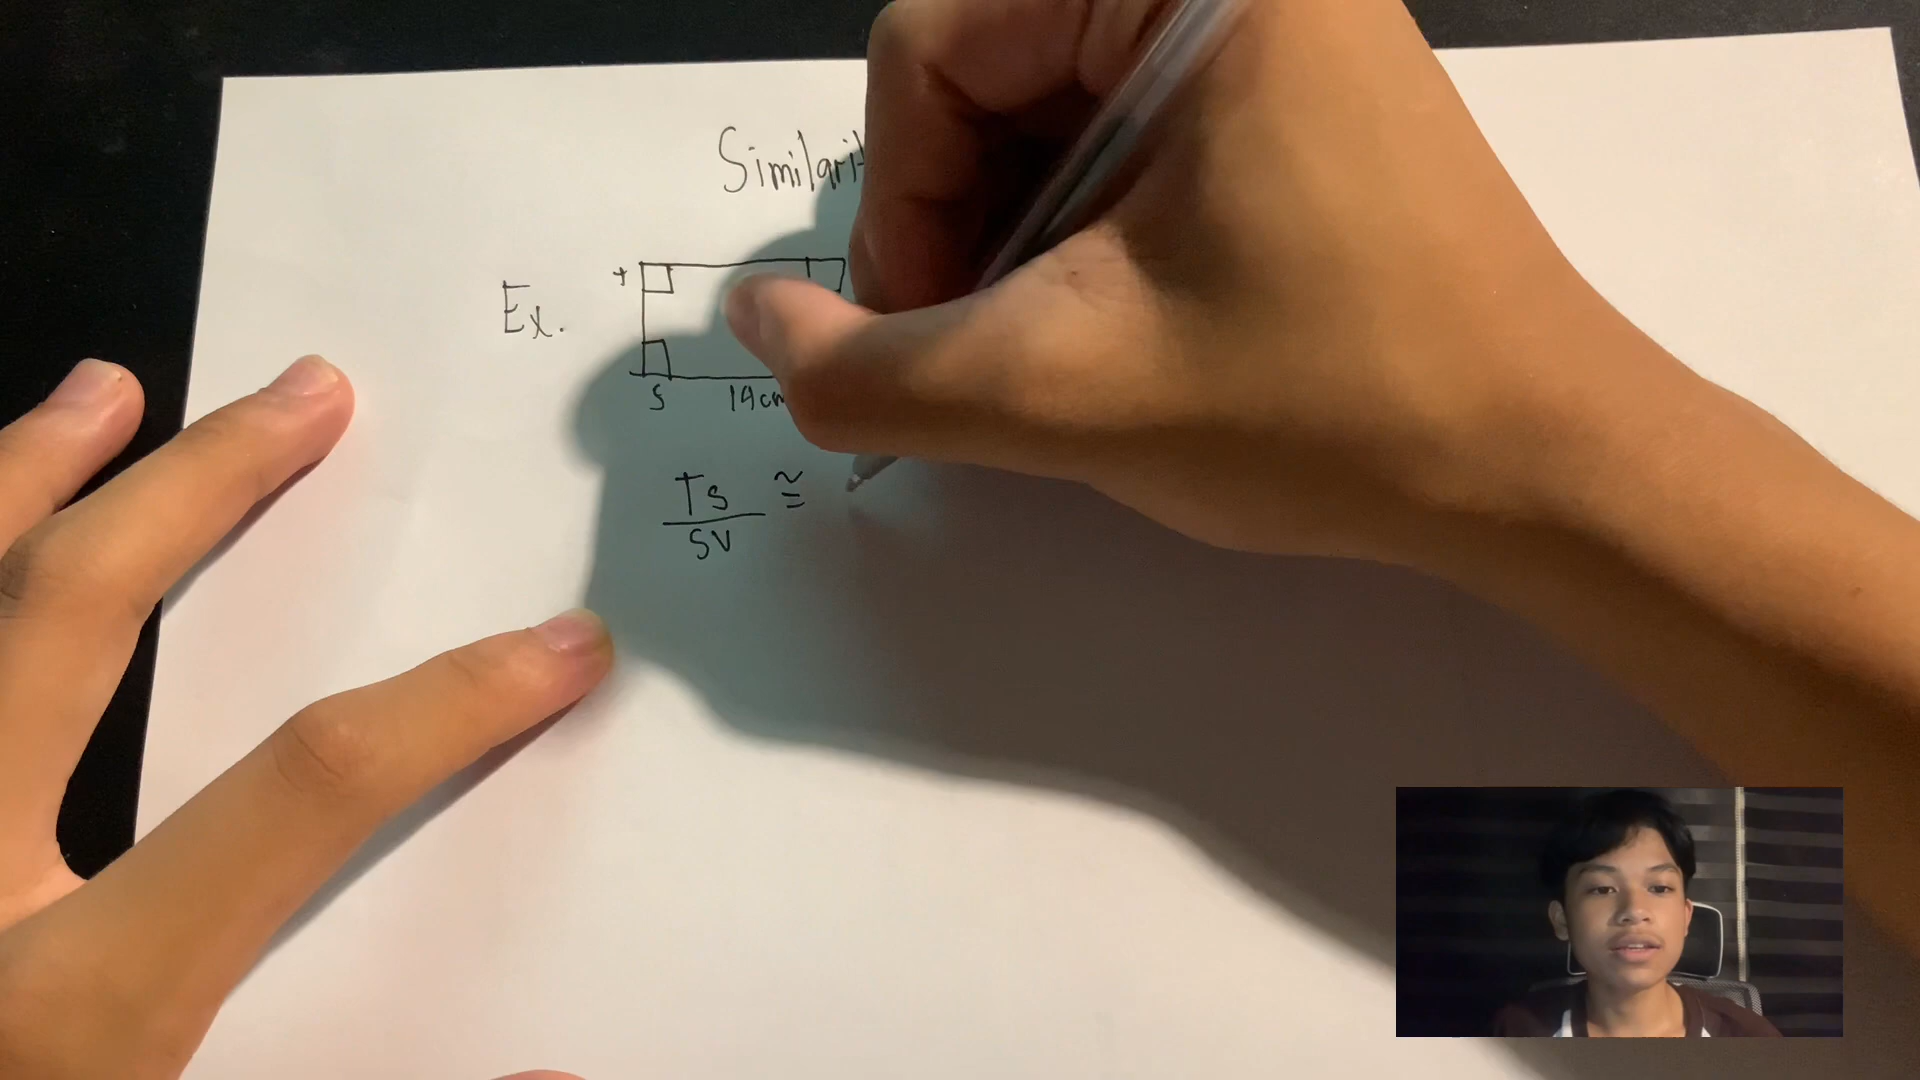 Similarit
Ex.
T
S 14cm
TS ≅
SV